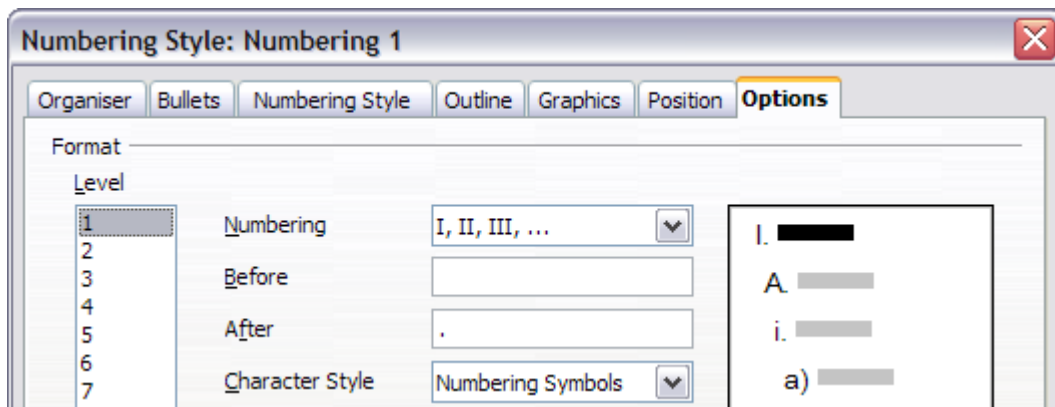 Numbering Style: Numbering 1
Organiser Bullets Numbering Style Outline Graphics Position Options
Format
Level
1 Numbering I, II, III, ... I.
2
3 Before A.
4
5 After . i.
6
7 Character Style Numbering Symbols a)